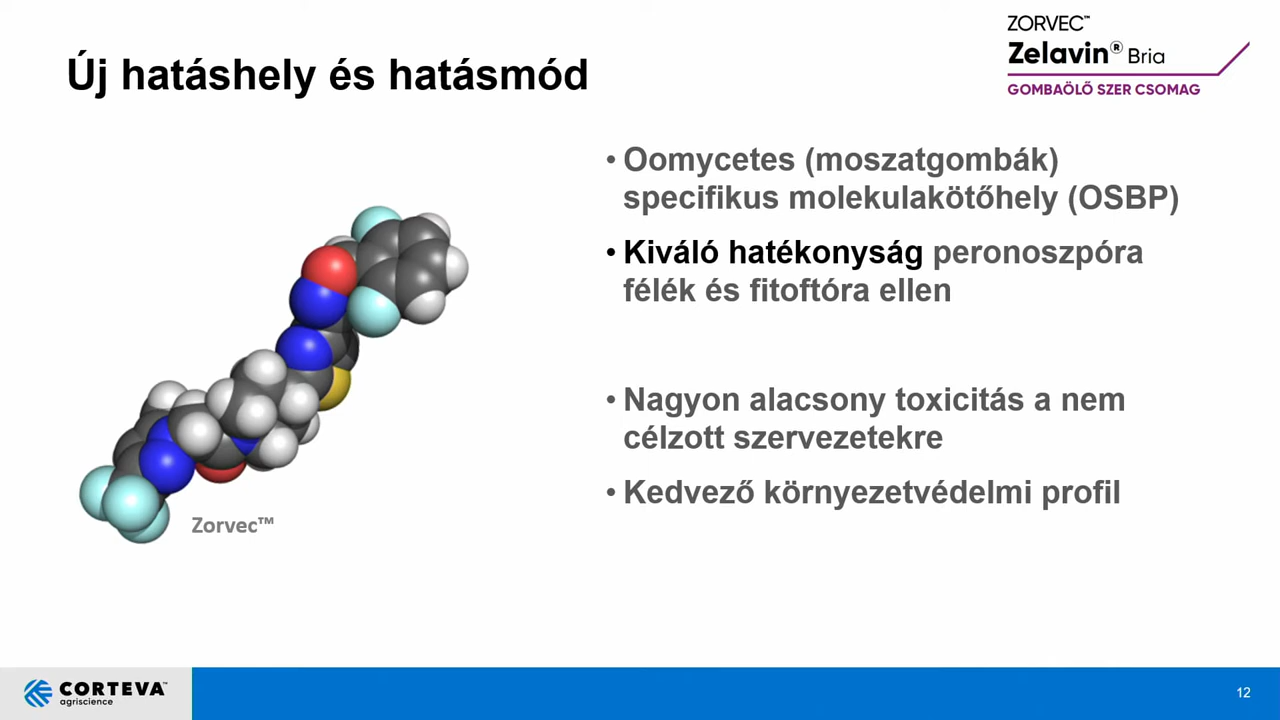 Új hatáshely és hatásmód
ZORVEC™
Zelavin® Bria
GOMBAÖLŐ SZER CSOMAG
• Oomycetes (moszatgombák)
specifikus molekulakötőhely (OSBP)
• Kiváló hatékonyság peronoszpóra
félék és fitoftóra ellen
• Nagyon alacsony toxicitás a nem
célzott szervezetekre
• Kedvező környezetvédelmi profil
Zorvec™
CORTEVA™
agriscience
12